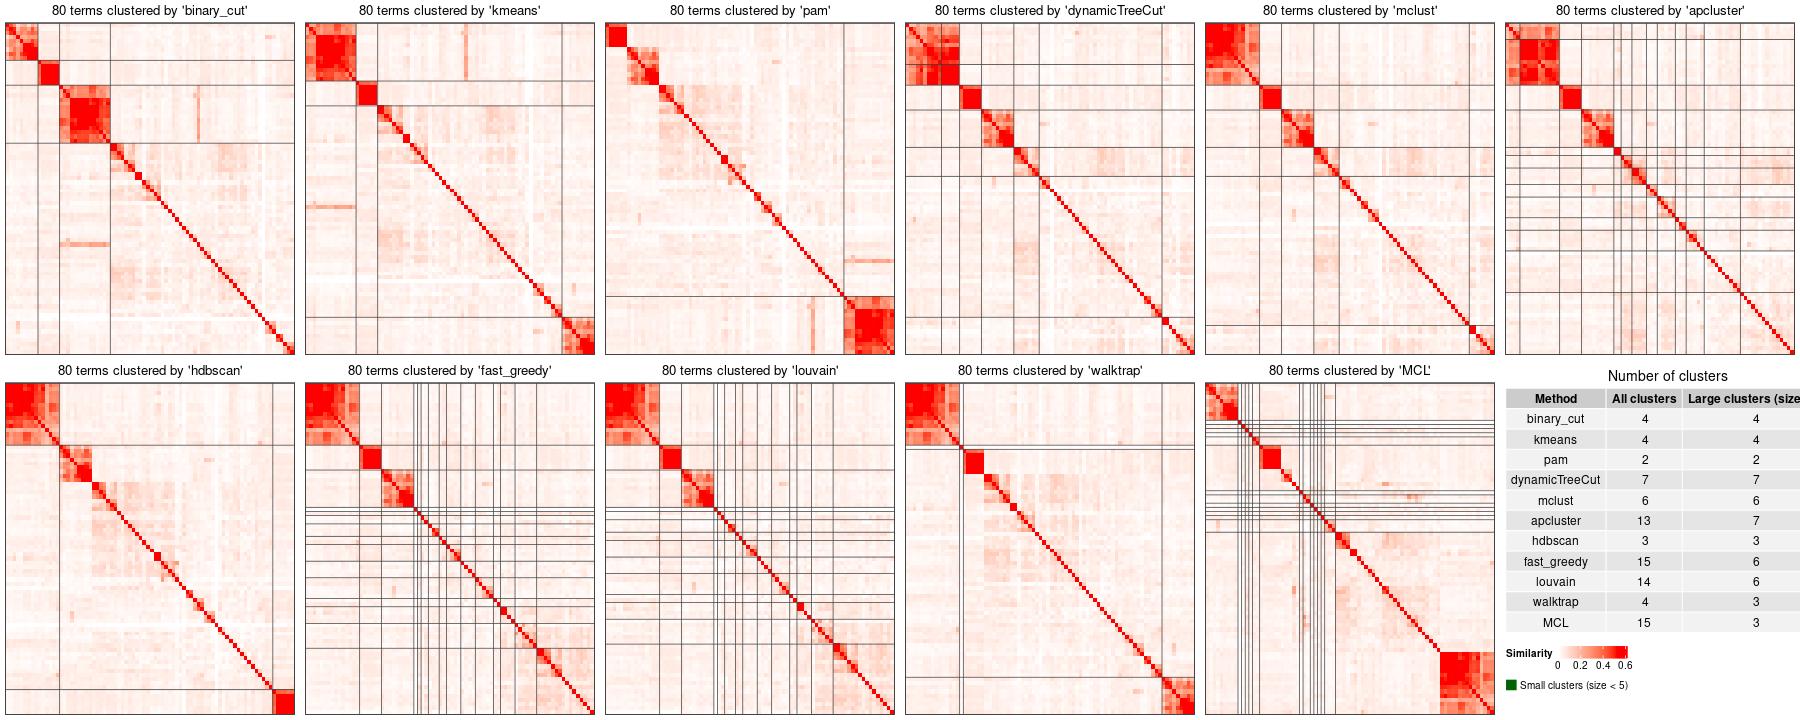 80 terms clustered by 'binary_cut'
80 terms clustered by 'kmeans'
80 terms clustered by 'pam'
80 terms clustered by 'dynamicTreeCut'
80 terms clustered by 'mclust'
80 terms clustered by 'apcluster'
80 terms clustered by 'hdbscan'
80 terms clustered by 'fast_greedy'
80 terms clustered by 'louvain'
80 terms clustered by 'walktrap'
80 terms clustered by 'MCL'
Number of clusters
Method All clusters Large clusters (size
binary_cut 4 4
kmeans 4 4
pam 2 2
dynamicTreeCut 7 7
mclust 6 6
apcluster 13 7
hdbscan 3 3
fast_greedy 15 6
louvain 14 6
walktrap 4 3
MCL 15 3
Similarity
0 0.2 0.4 0.6
Small clusters (size < 5)